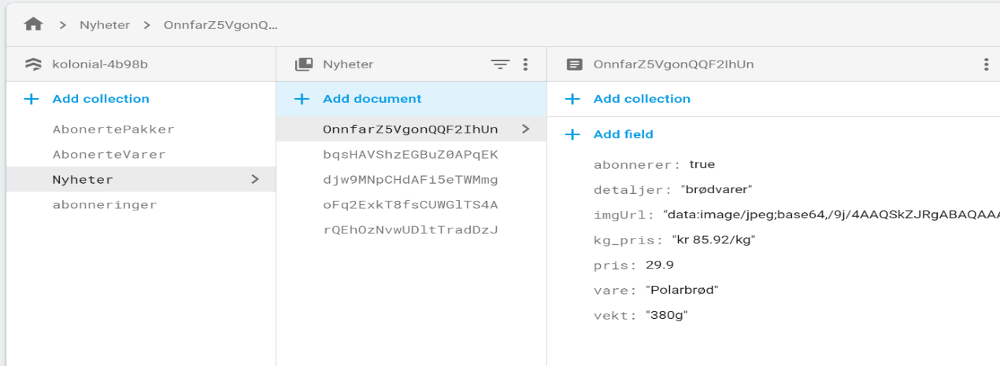 Nyheter > OnnfarZ5VgonQ...
kolonial-4b98b
Add collection
AbonertePakker
AbonerteVarer
Nyheter
abonneringer
Nyheter
Add document
OnnfarZ5VgonQQF2IhUn
bqsHAVShzEGBuZ0APqEK
djw9MNpCHdAFi5eTWMmg
oFq2ExkT8fsCUWGlTS4A
rQEhOzNvwUDltTradDzJ
OnnfarZ5VgonQQF2IhUn
Add collection
Add field
abonnerer: true
detaljer: "brødvarer"
imgUrl: "data:image/jpeg;base64,/9j/4AAQSkZJRgABAQAAA
kg_pris: "kr 85.92/kg"
pris: 29.9
vare: "Polarbrød"
vekt: "380g"